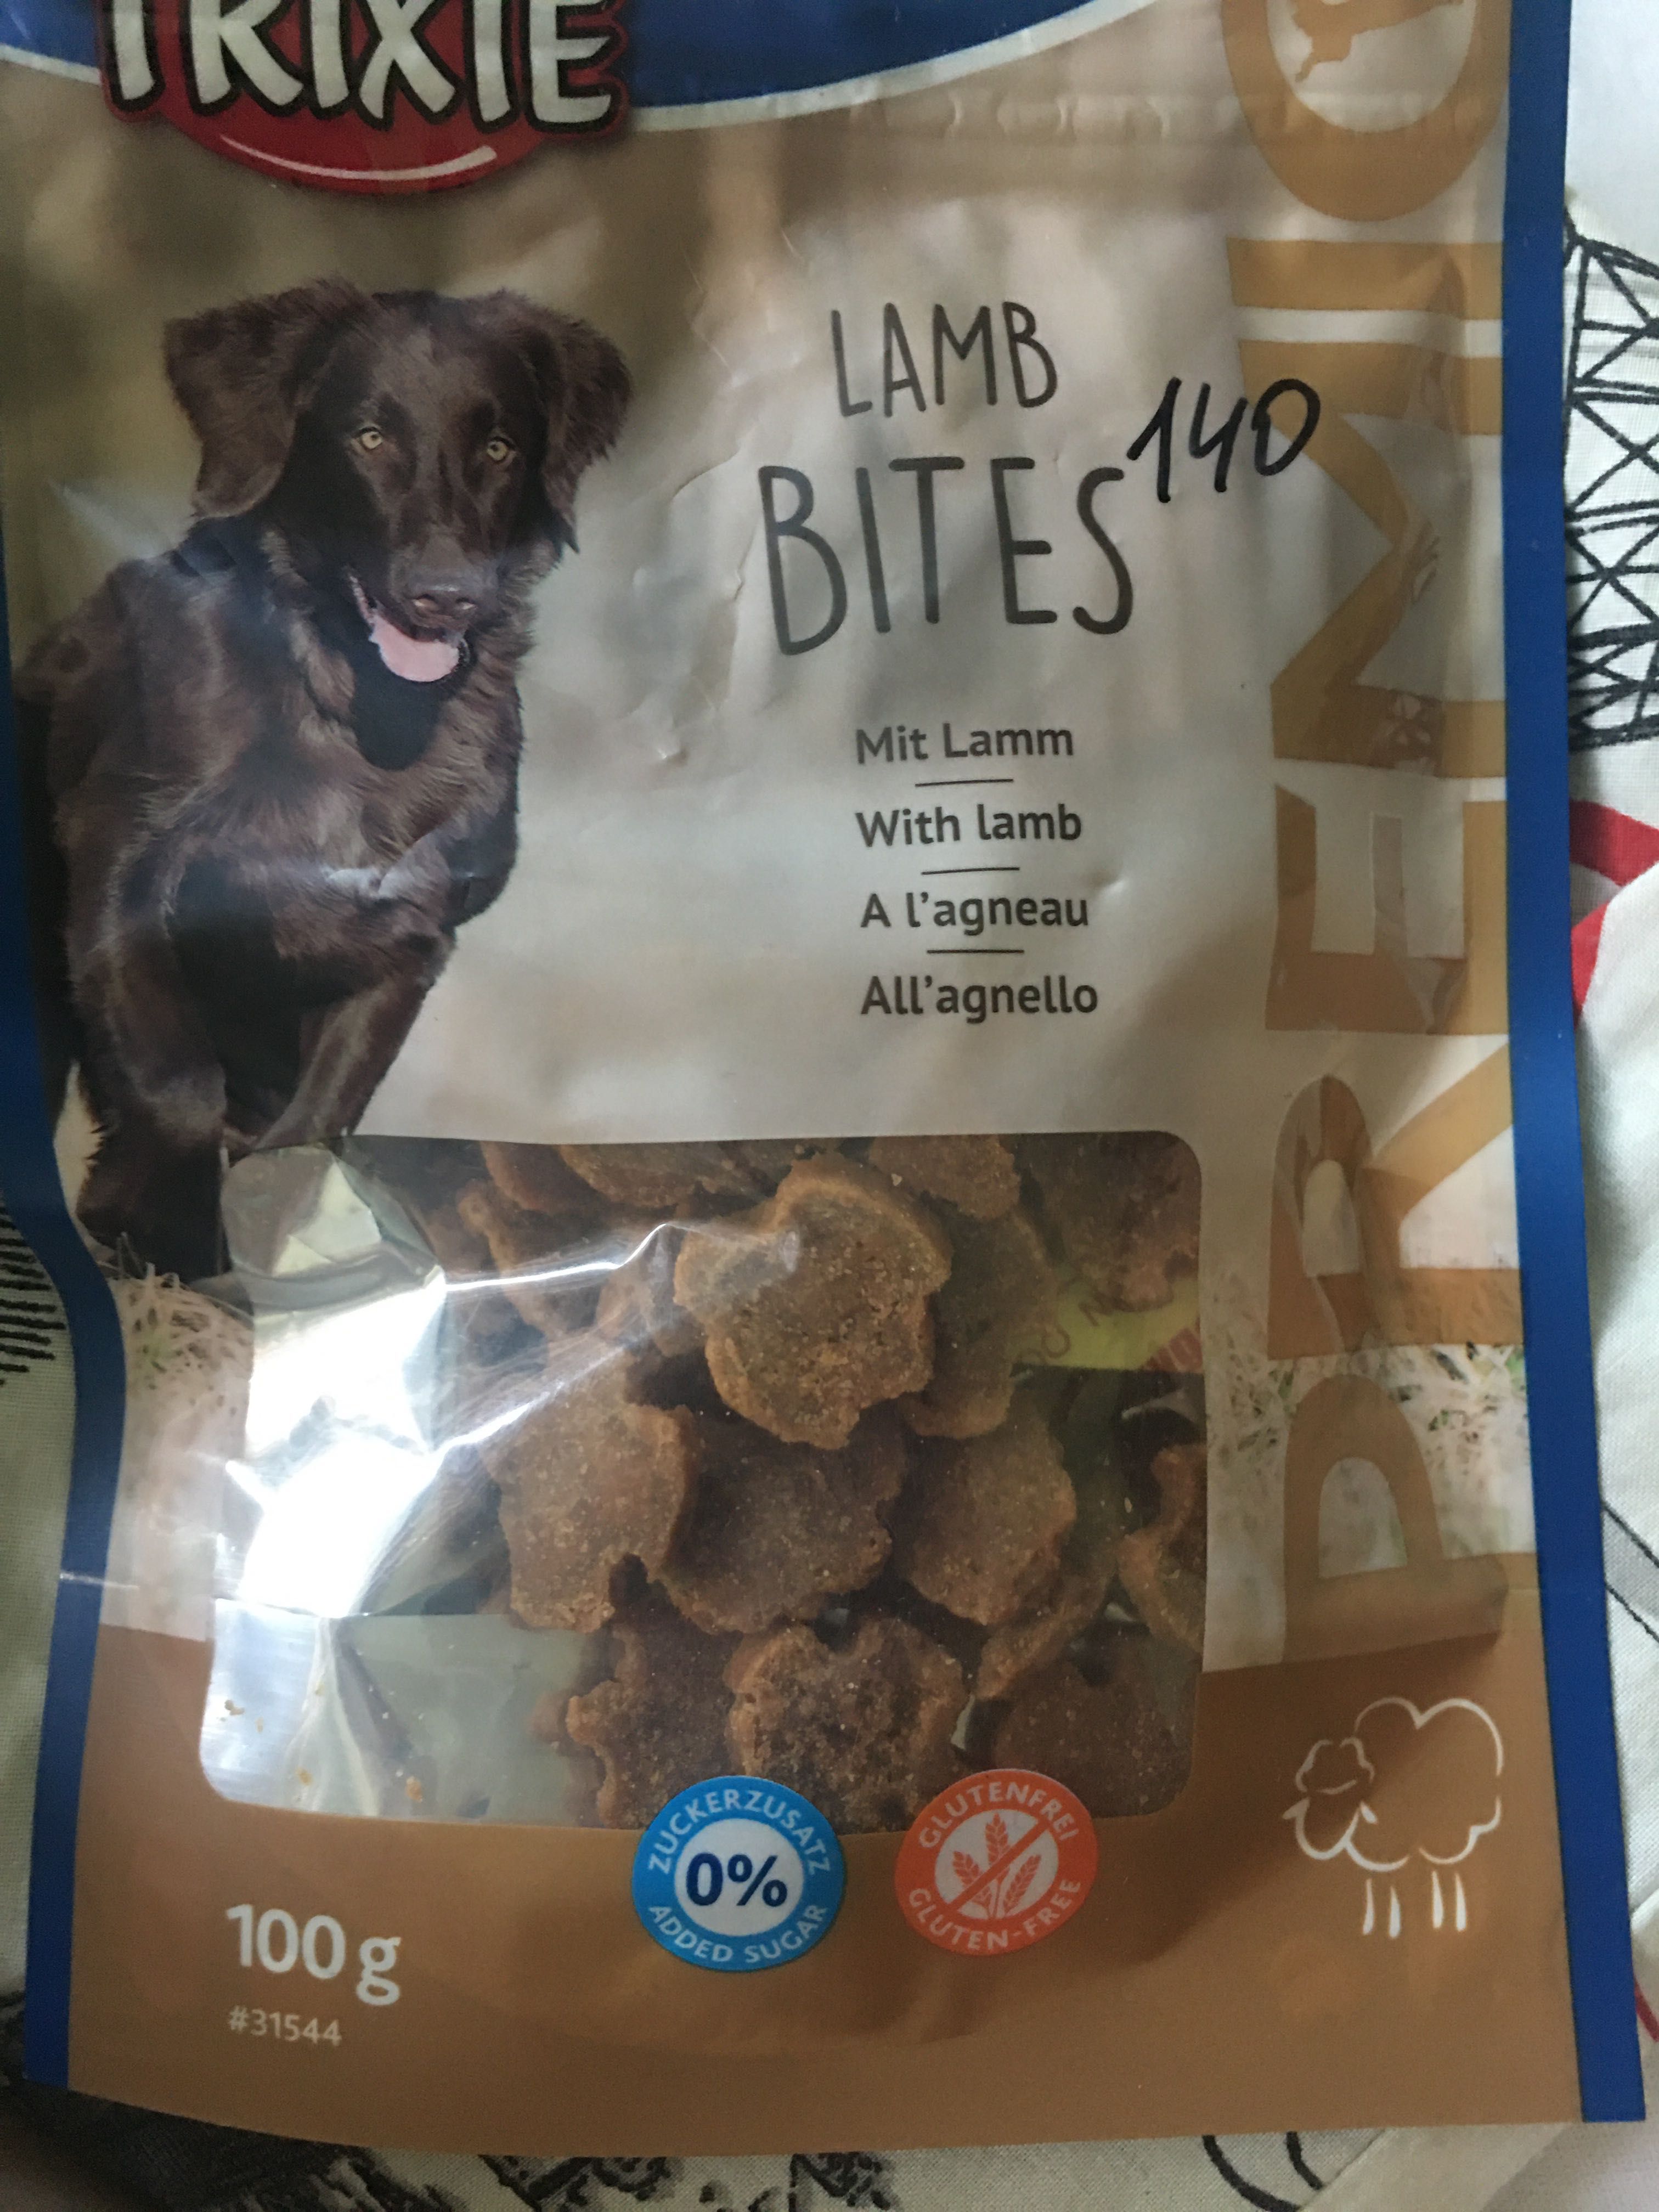 TRIXIE
LAMB
BITES
140
Mit Lamm
With lamb
A l'agneau
All'agnello
PREMIO
ZUCKERZUSATZ
0%
ADDED SUGAR
GLUTENFREI
GLUTEN-FREE
100 g
#31544